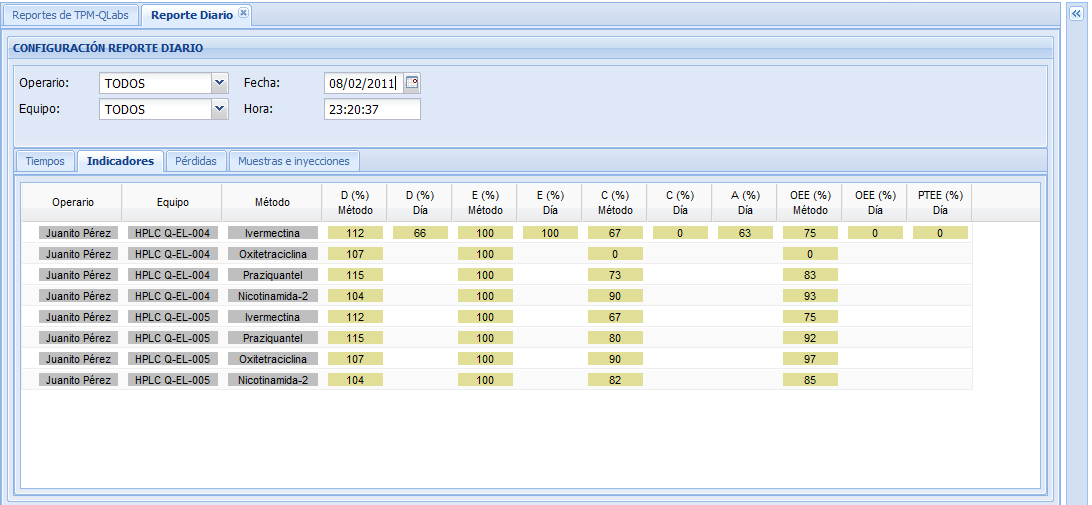 Reportes de TPM-QLabs Reporte Diario
CONFIGURACIÓN REPORTE DIARIO
Operario: TODOS Fecha: 08/02/2011
Equipo: TODOS Hora: 23:20:37
Tiempos Indicadores Pérdidas Muestras e inyecciones
Operario Equipo Método D (%) Método D (%) Día E (%) Método E (%) Día C (%) Método C (%) Día A (%) Día OEE (%) Método OEE (%) Día PTEE (%) Día
Juanito Pérez HPLC Q-EL-004 Ivermectina 112 66 100 100 67 0 63 75 0 0
Juanito Pérez HPLC Q-EL-004 Oxitetraciclina 107 100 0 0
Juanito Pérez HPLC Q-EL-004 Praziquantel 115 100 73 83
Juanito Pérez HPLC Q-EL-004 Nicotinamida-2 104 100 90 93
Juanito Pérez HPLC Q-EL-005 Ivermectina 112 100 67 75
Juanito Pérez HPLC Q-EL-005 Praziquantel 115 100 80 92
Juanito Pérez HPLC Q-EL-005 Oxitetraciclina 107 100 90 97
Juanito Pérez HPLC Q-EL-005 Nicotinamida-2 104 100 82 85